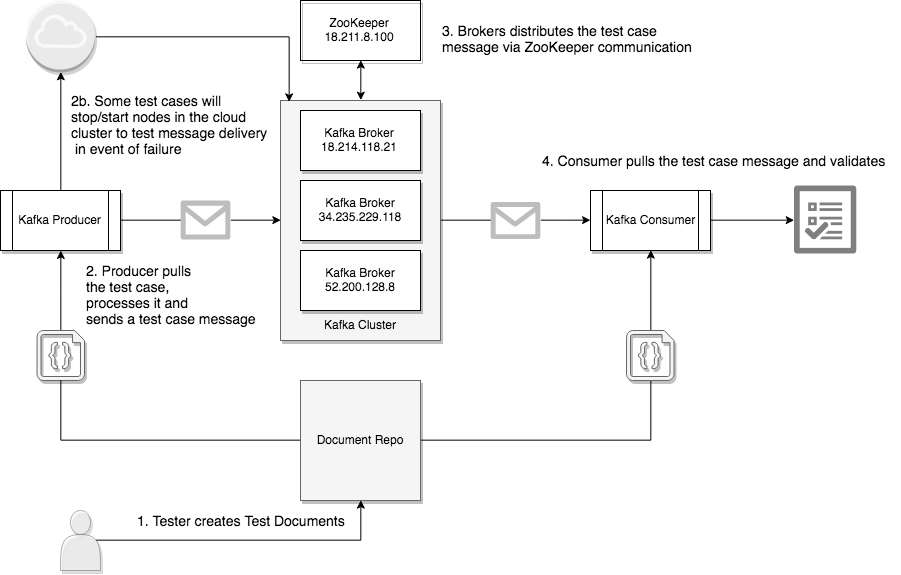 ZooKeeper
18.211.8.100
3. Brokers distributes the test case
message via ZooKeeper communication
2b. Some test cases will
stop/start nodes in the cloud
cluster to test message delivery
in event of failure
Kafka Broker
18.214.118.21
4. Consumer pulls the test case message and validates
Kafka Producer
Kafka Broker
34.235.229.118
Kafka Consumer
2. Producer pulls
the test case,
processes it and
sends a test case message
Kafka Broker
52.200.128.8
Kafka Cluster
Document Repo
1. Tester creates Test Documents